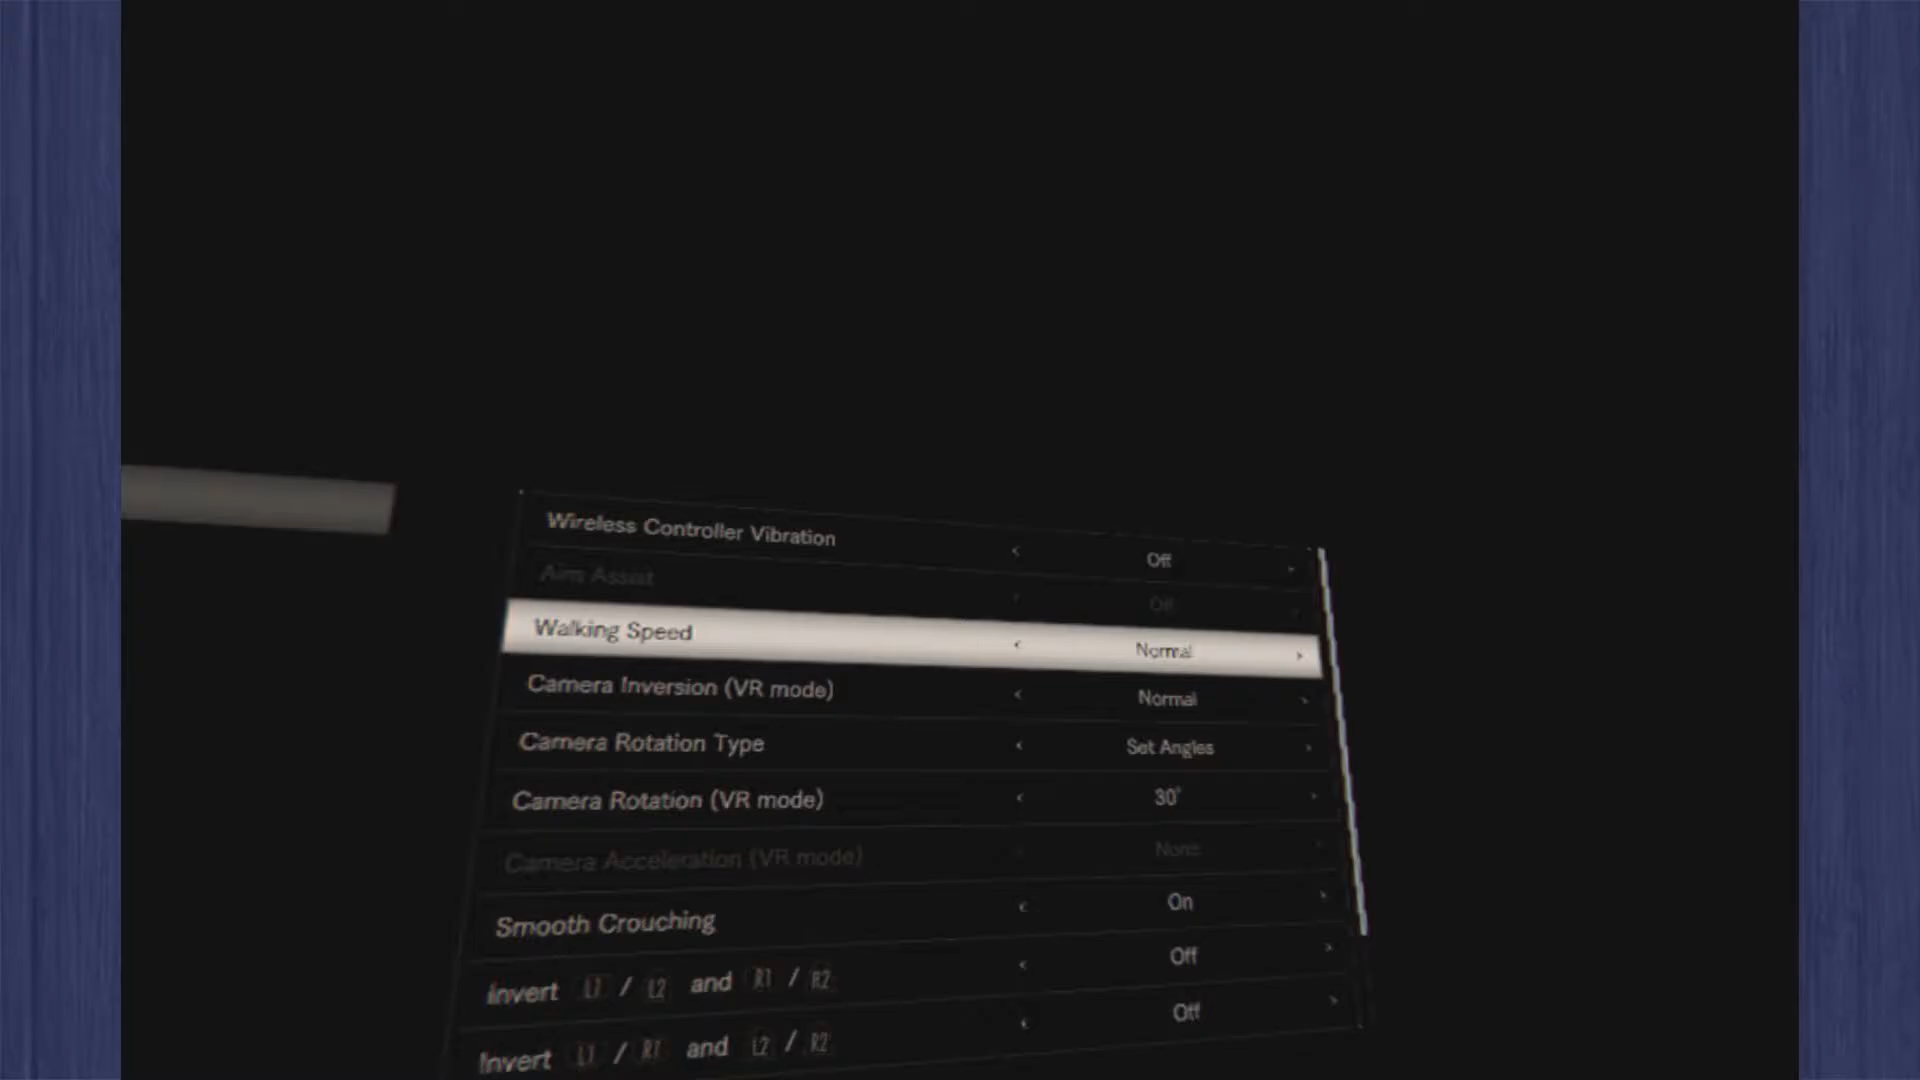 Wireless Controller Vibration < Off >
Aim Assist Off
Walking Speed < Normal >
Camera Inversion (VR mode) < Normal >
Camera Rotation Type < Set Angles >
Camera Rotation (VR mode) < 30° >
Camera Acceleration (VR mode) None
Smooth Crouching < On >
Invert L1 / L2 and R1 / R2 < Off >
Invert L1 / R1 and L2 / R2 < Off >